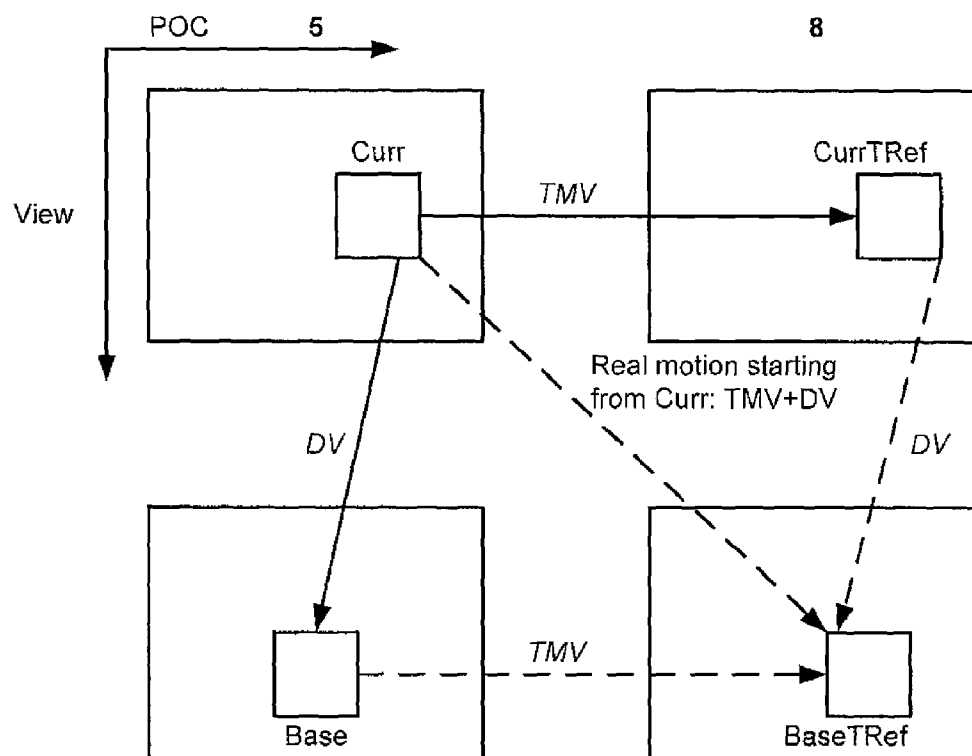 POC 5 8
Curr CurrTRef
TMV
View
Real motion starting
from Curr: TMV+DV
DV DV
TMV
Base BaseTRef